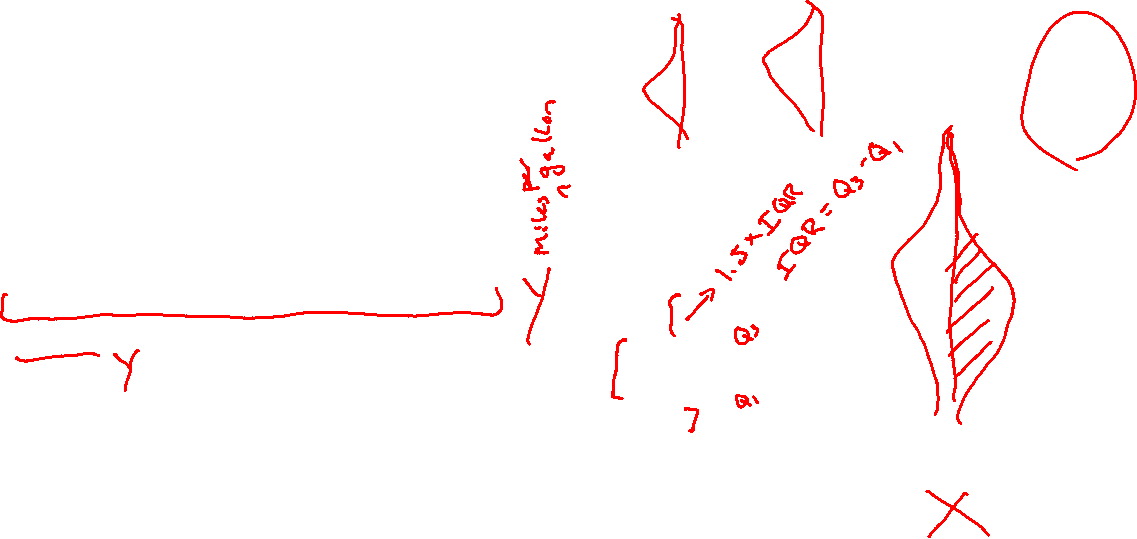 Miles per gallon
Y
1.5 x IQR
IQR = Q3 - Q1
Q3
Q1
Y
X